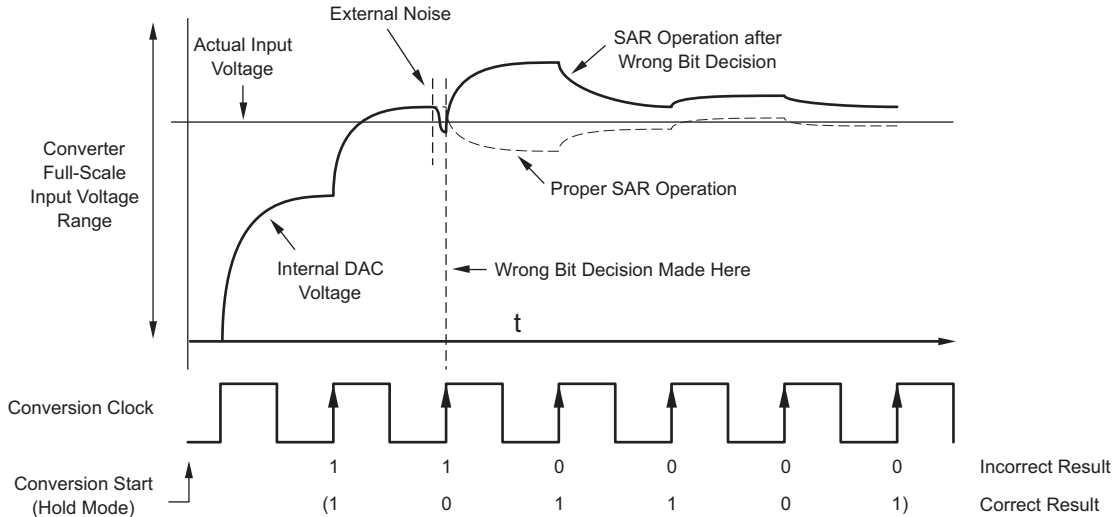 External Noise
SAR Operation after
Wrong Bit Decision
Actual Input
Voltage
Converter
Full-Scale
Input Voltage
Range
Proper SAR Operation
Internal DAC
Voltage
Wrong Bit Decision Made Here
t
Conversion Clock
1 1 0 0 0 0 Incorrect Result
Conversion Start
(Hold Mode)
(1 0 1 1 0 1) Correct Result